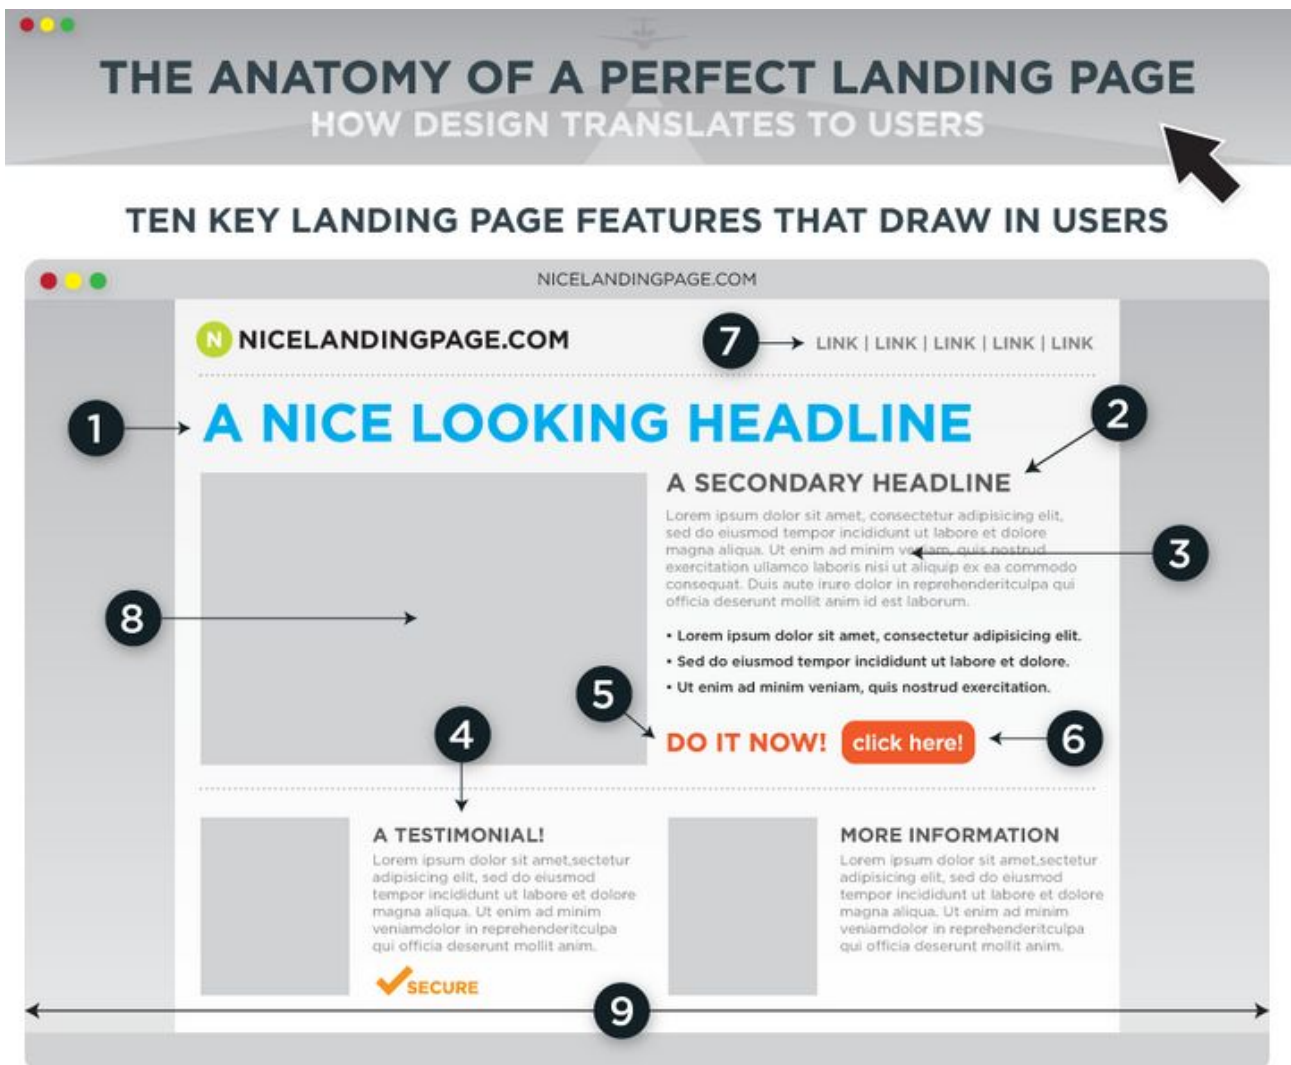 THE ANATOMY OF A PERFECT LANDING PAGE
HOW DESIGN TRANSLATES TO USERS
TEN KEY LANDING PAGE FEATURES THAT DRAW IN USERS
NICELANDINGPAGE.COM
N NICELANDINGPAGE.COM
7
LINK | LINK | LINK | LINK | LINK
1
A NICE LOOKING HEADLINE
2
A SECONDARY HEADLINE
Lorem ipsum dolor sit amet, consectetur adipisicing elit,
sed do eiusmod tempor incididunt ut labore et dolore
magna aliqua. Ut enim ad minim veniam, quis nostrud
exercitation ullamco laboris nisi ut aliquip ex ea commodo
consequat. Duis aute irure dolor in reprehenderitculpa qui
officia deserunt mollit anim id est laborum.
3
8
• Lorem ipsum dolor sit amet, consectetur adipisicing elit.
• Sed do eiusmod tempor incididunt ut labore et dolore.
• Ut enim ad minim veniam, quis nostrud exercitation.
5
DO IT NOW!
click here!
6
4
A TESTIMONIAL!
Lorem ipsum dolor sit amet,sectetur
adipisicing elit, sed do eiusmod
tempor incididunt ut labore et dolore
magna aliqua. Ut enim ad minim
veniamdolor in reprehenderitculpa
qui officia deserunt mollit anim.
SECURE
MORE INFORMATION
Lorem ipsum dolor sit amet,sectetur
adipisicing elit, sed do eiusmod
tempor incididunt ut labore et dolore
magna aliqua. Ut enim ad minim
veniamdolor in reprehenderitculpa
qui officia deserunt mollit anim.
9